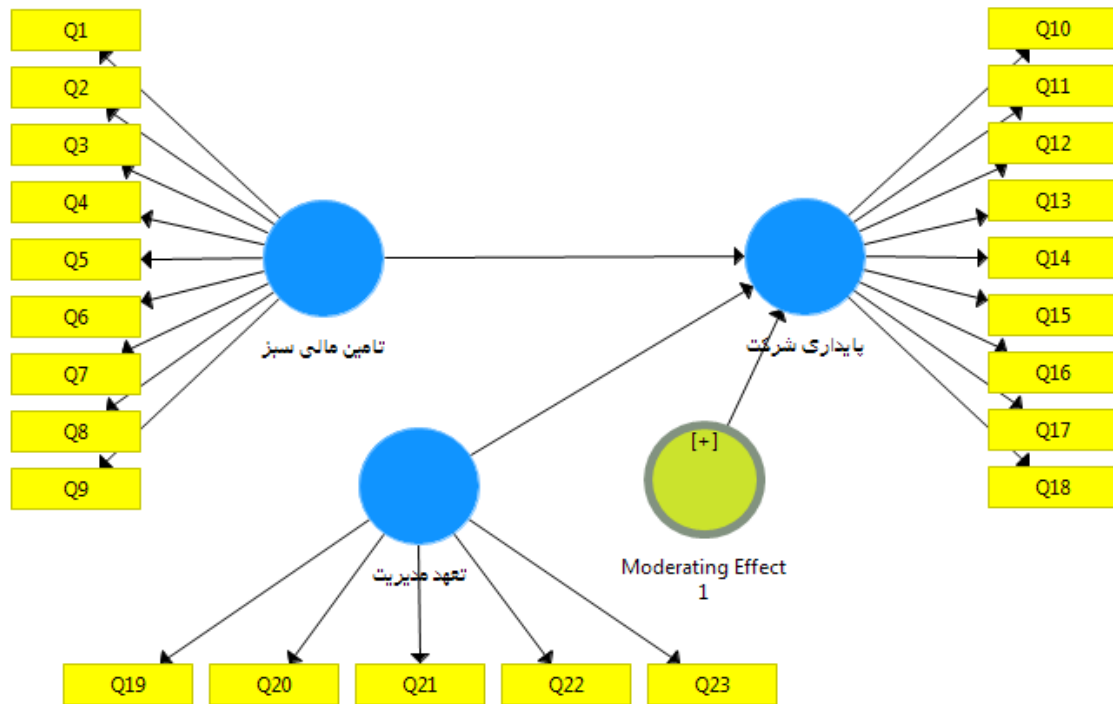 Q1
Q2
Q3
Q4
Q5
Q6
Q7
Q8
Q9
تامین مالی سبز
Q10
Q11
Q12
Q13
Q14
Q15
Q16
Q17
Q18
پایداری شرکت
تعهد مدیریت
[+]
Moderating Effect
1
Q19
Q20
Q21
Q22
Q23